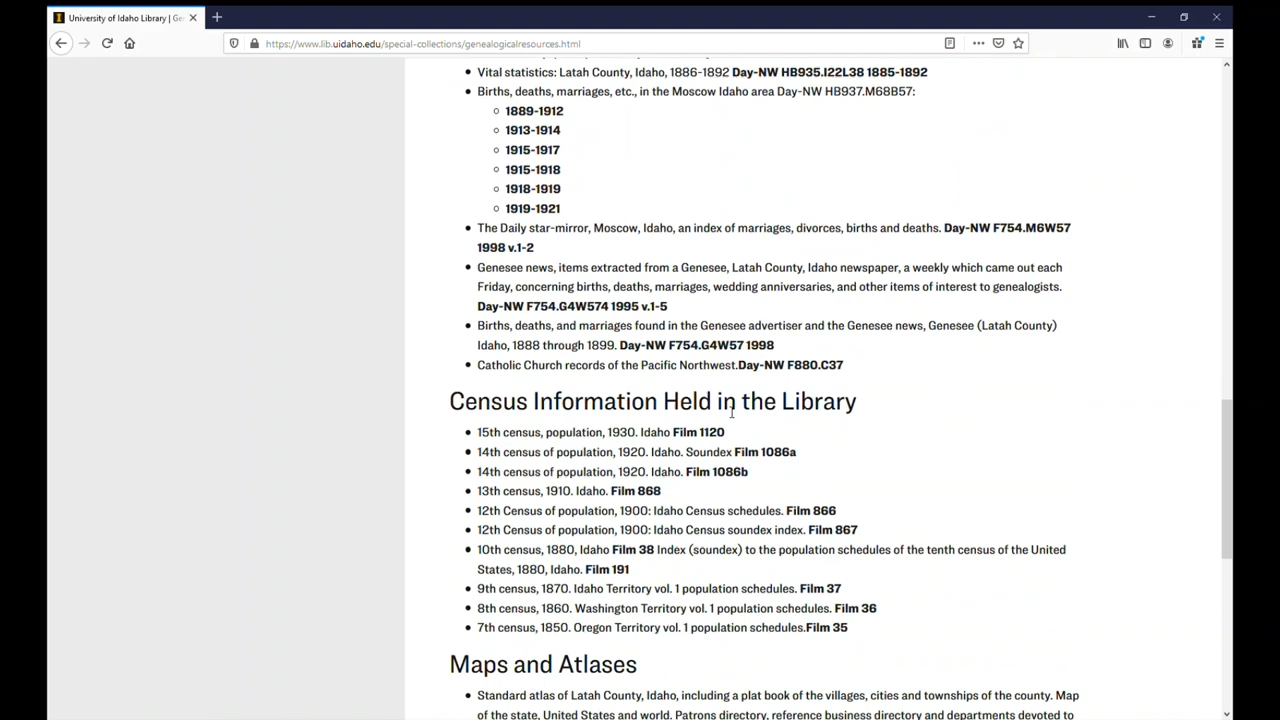 University of Idaho Library | Ge
https://www.lib.uidaho.edu/special-collections/genealogicalresources.html
Vital statistics: Latah County, Idaho, 1886-1892 Day-NW HB935.I22L38 1885-1892
Births, deaths, marriages, etc., in the Moscow Idaho area Day-NW HB937.M68B57:
1889-1912
1913-1914
1915-1917
1915-1918
1918-1919
1919-1921
The Daily star-mirror, Moscow, Idaho, an index of marriages, divorces, births and deaths. Day-NW F754.M6W57
1998 v.1-2
Genesee news, items extracted from a Genesee, Latah County, Idaho newspaper, a weekly which came out each
Friday, concerning births, deaths, marriages, wedding anniversaries, and other items of interest to genealogists.
Day-NW F754.G4W574 1995 v.1-5
Births, deaths, and marriages found in the Genesee advertiser and the Genesee news, Genesee (Latah County)
Idaho, 1888 through 1899. Day-NW F754.G4W57 1998
Catholic Church records of the Pacific Northwest.Day-NW F880.C37
Census Information Held in the Library
15th census, population, 1930. Idaho Film 1120
14th census of population, 1920. Idaho. Soundex Film 1086a
14th census of population, 1920. Idaho. Film 1086b
13th census, 1910. Idaho. Film 868
12th Census of population, 1900: Idaho Census schedules. Film 866
12th Census of population, 1900: Idaho Census soundex index. Film 867
10th census, 1880, Idaho Film 38 Index (soundex) to the population schedules of the tenth census of the United
States, 1880, Idaho. Film 191
9th census, 1870. Idaho Territory vol. 1 population schedules. Film 37
8th census, 1860. Washington Territory vol. 1 population schedules. Film 36
7th census, 1850. Oregon Territory vol. 1 population schedules.Film 35
Maps and Atlases
Standard atlas of Latah County, Idaho, including a plat book of the villages, cities and townships of the county. Map
of the state, United States and world. Patrons directory, reference business directory and departments devoted to